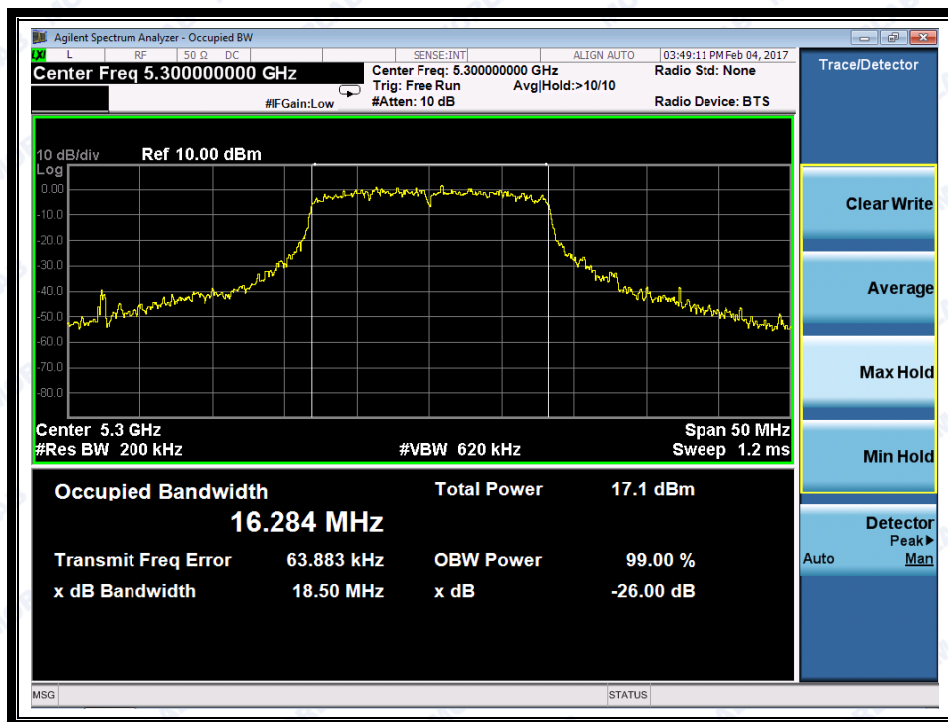 Agilent Spectrum Analyzer - Occupied BW
LXI L RF 50 Ω DC SENSE:INT ALIGN AUTO 03:49:11 PM Feb 04, 2017
Center Freq 5.300000000 GHz
Center Freq: 5.300000000 GHz
Radio Std: None
Trig: Free Run Avg|Hold:>10/10
#IFGain:Low
#Atten: 10 dB
Radio Device: BTS
10 dB/div Ref 10.00 dBm
Log
0.00
-10.0
-20.0
-30.0
-40.0
-50.0
-60.0
-70.0
-80.0
Center 5.3 GHz
Span 50 MHz
#Res BW 200 kHz
#VBW 620 kHz
Sweep 1.2 ms
Occupied Bandwidth
Total Power 17.1 dBm
16.284 MHz
Transmit Freq Error 63.883 kHz
OBW Power 99.00 %
x dB Bandwidth 18.50 MHz
x dB -26.00 dB
Trace/Detector
Clear Write
Average
Max Hold
Min Hold
Detector
Peak▶
Auto Man
MSG
STATUS